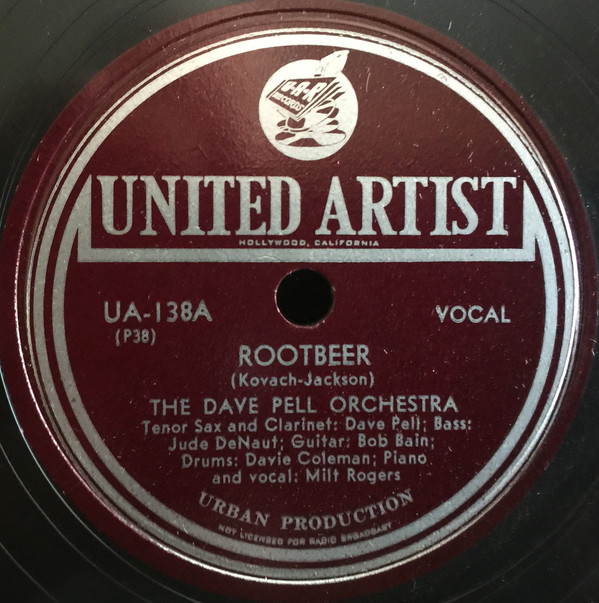 U-A-R
RECORDS
UNITED ARTIST
HOLLYWOOD, CALIFORNIA
UA-138A
VOCAL
(P38)
ROOTBEER
(Kovach-Jackson)
THE DAVE PELL ORCHESTRA
Tenor Sax and Clarinet: Dave Pell; Bass:
Jude DeNaut; Guitar: Bob Bain;
Drums: Davie Coleman; Piano
and vocal: Milt Rogers
URBAN PRODUCTION
NOT LICENSED FOR RADIO BROADCAST